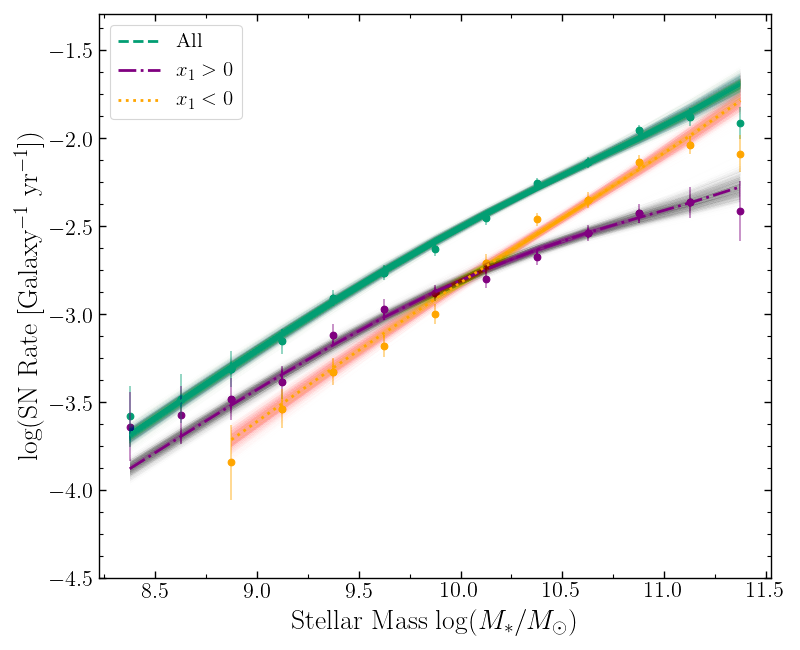 All
x₁ > 0
x₁ < 0
log(SN Rate [Galaxy⁻¹ yr⁻¹])
−1.5
−2.0
−2.5
−3.0
−3.5
−4.0
−4.5
8.5 9.0 9.5 10.0 10.5 11.0 11.5
Stellar Mass log(M∗/M⊙)